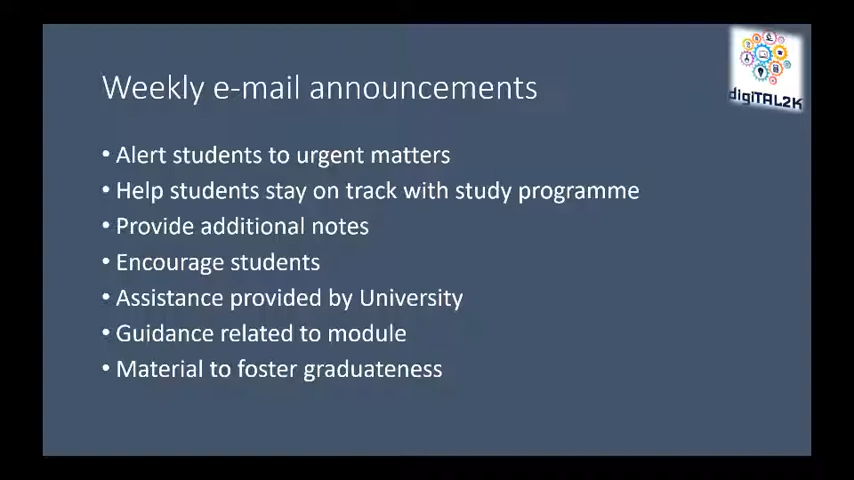 Weekly e-mail announcements
digiTAL2K
• Alert students to urgent matters
• Help students stay on track with study programme
• Provide additional notes
• Encourage students
• Assistance provided by University
• Guidance related to module
• Material to foster graduateness